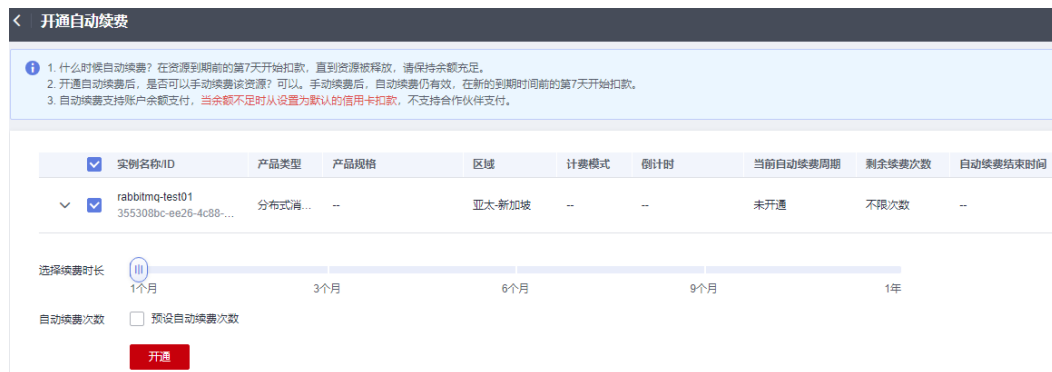 开通自动续费
1. 什么时候自动续费？在资源到期前的第7天开始扣款，直到资源被释放，请保持余额充足。
2. 开通自动续费后，是否可以手动续费该资源？可以。手动续费后，自动续费仍有效，在新的到期时间前的第7天开始扣款。
3. 自动续费支持账户余额支付，当余额不足时从设置为默认的信用卡扣款，不支持合作伙伴支付。
实例名称/ID 产品类型 产品规格 区域 计费模式 倒计时 当前自动续费周期 剩余续费次数 自动续费结束时间
rabbitmq-test01
355308bc-ee26-4c88-... 分布式消... -- 亚太-新加坡 -- -- 未开通 不限次数 --
选择续费时长
1个月 3个月 6个月 9个月 1年
自动续费次数 预设自动续费次数
开通